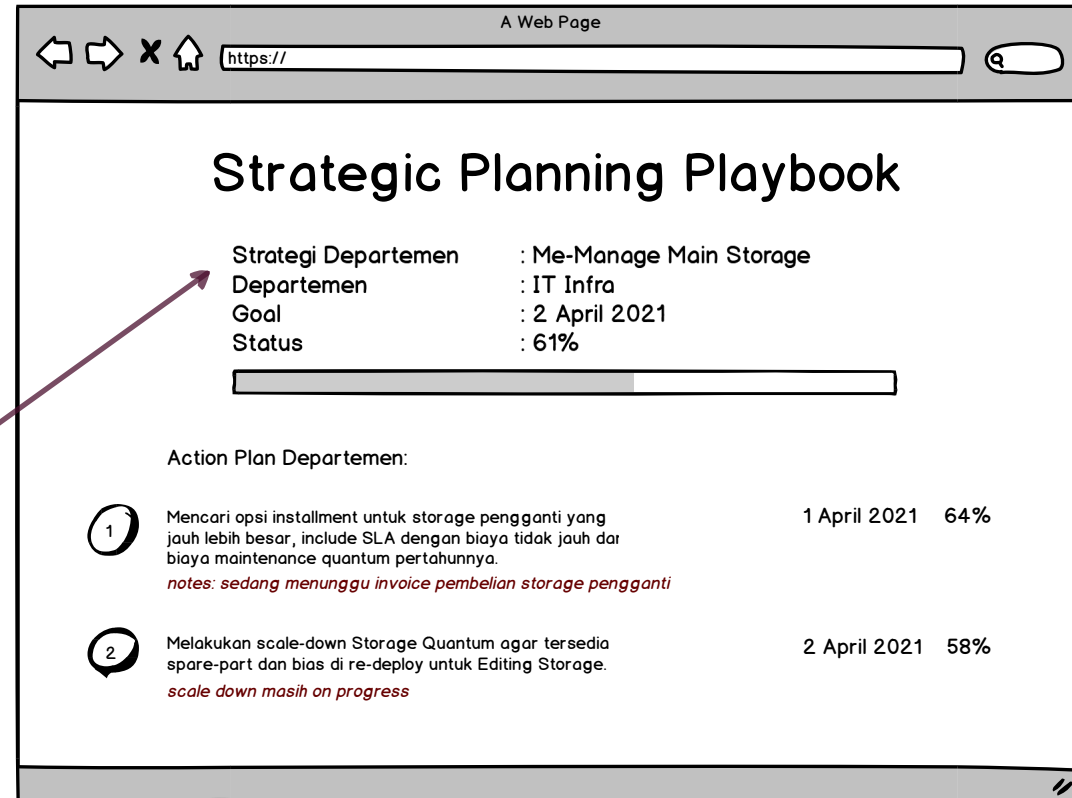 A Web Page
https://
Strategic Planning Playbook
Strategi Departemen : Me-Manage Main Storage
Departemen : IT Infra
Goal : 2 April 2021
Status : 61%
Action Plan Departemen:
1 Mencari opsi installment untuk storage pengganti yang 1 April 2021 64%
jauh lebih besar, include SLA dengan biaya tidak jauh dar
biaya maintenance quantum pertahunnya.
notes: sedang menunggu invoice pembelian storage pengganti
2 Melakukan scale-down Storage Quantum agar tersedia 2 April 2021 58%
spare-part dan bias di re-deploy untuk Editing Storage.
scale down masih on progress